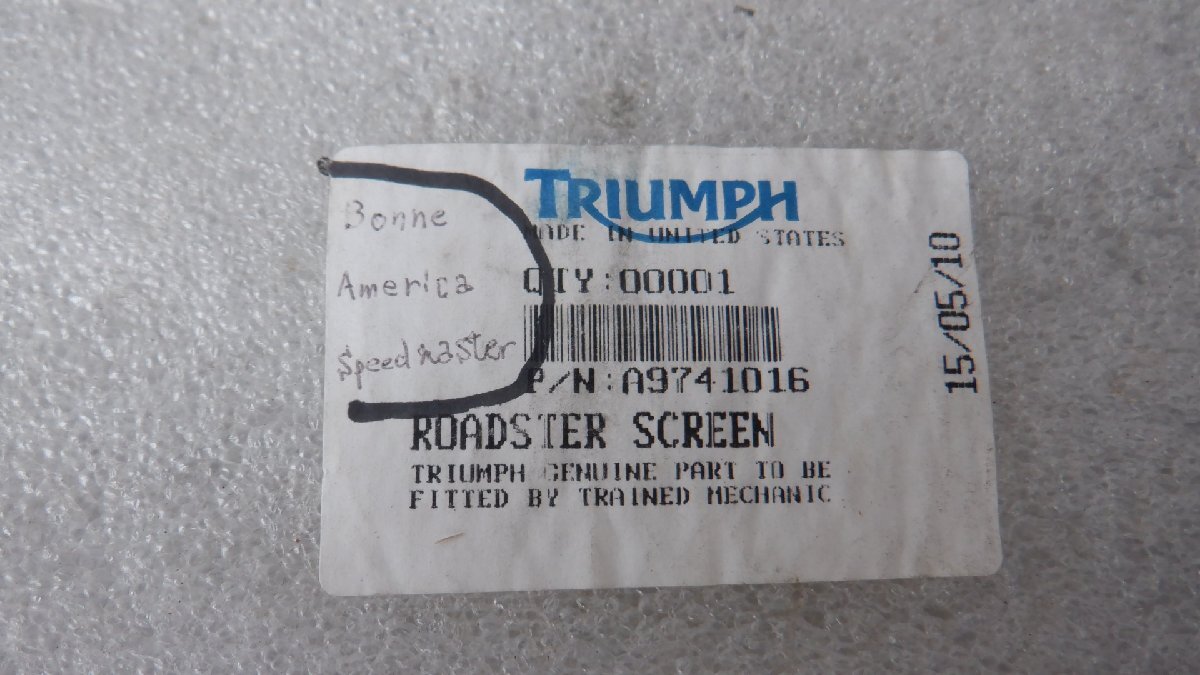 TRIUMPH
MADE IN UNITED STATES
QTY:00001
P/N:A9741016
ROADSTER SCREEN
TRIUMPH GENUINE PART TO BE
FITTED BY TRAINED MECHANIC
15/05/10
Bonne
America
Speedmaster